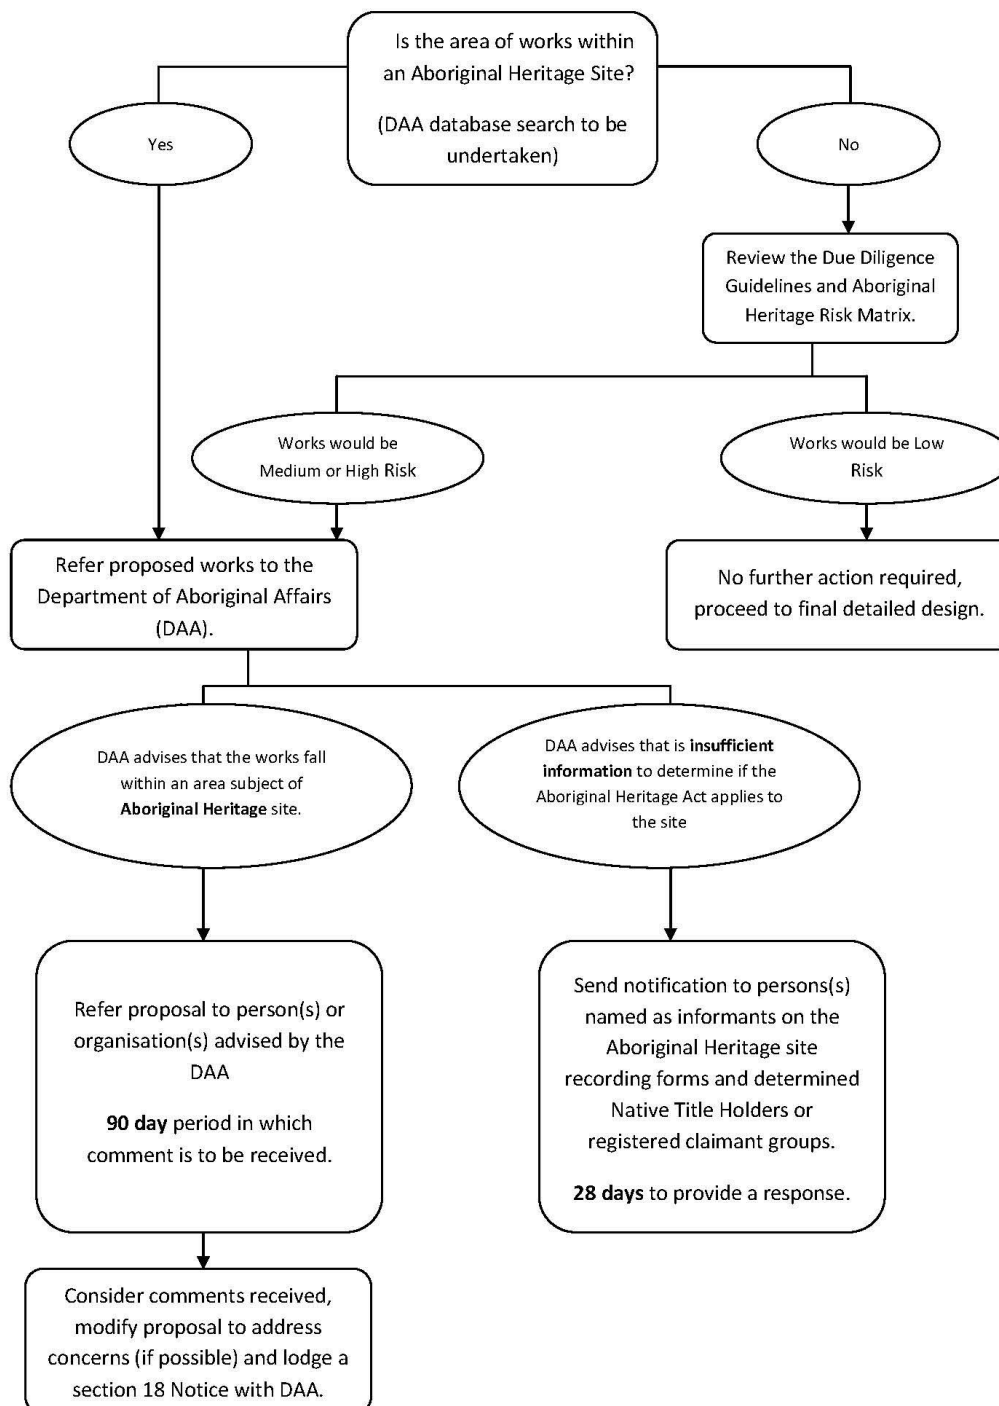 Is the area of works within
an Aboriginal Heritage Site?
(DAA database search to be
undertaken)
Yes
No
Review the Due Diligence
Guidelines and Aboriginal
Heritage Risk Matrix.
Works would be
Medium or High Risk
Works would be Low
Risk
Refer proposed works to the
Department of Aboriginal Affairs
(DAA).
No further action required,
proceed to final detailed design.
DAA advises that the works fall
within an area subject of
Aboriginal Heritage site.
DAA advises that is insufficient
information to determine if the
Aboriginal Heritage Act applies to
the site
Refer proposal to person(s) or
organisation(s) advised by the
DAA
90 day period in which
comment is to be received.
Send notification to persons(s)
named as informants on the
Aboriginal Heritage site
recording forms and determined
Native Title Holders or
registered claimant groups.
28 days to provide a response.
Consider comments received,
modify proposal to address
concerns (if possible) and lodge a
section 18 Notice with DAA.